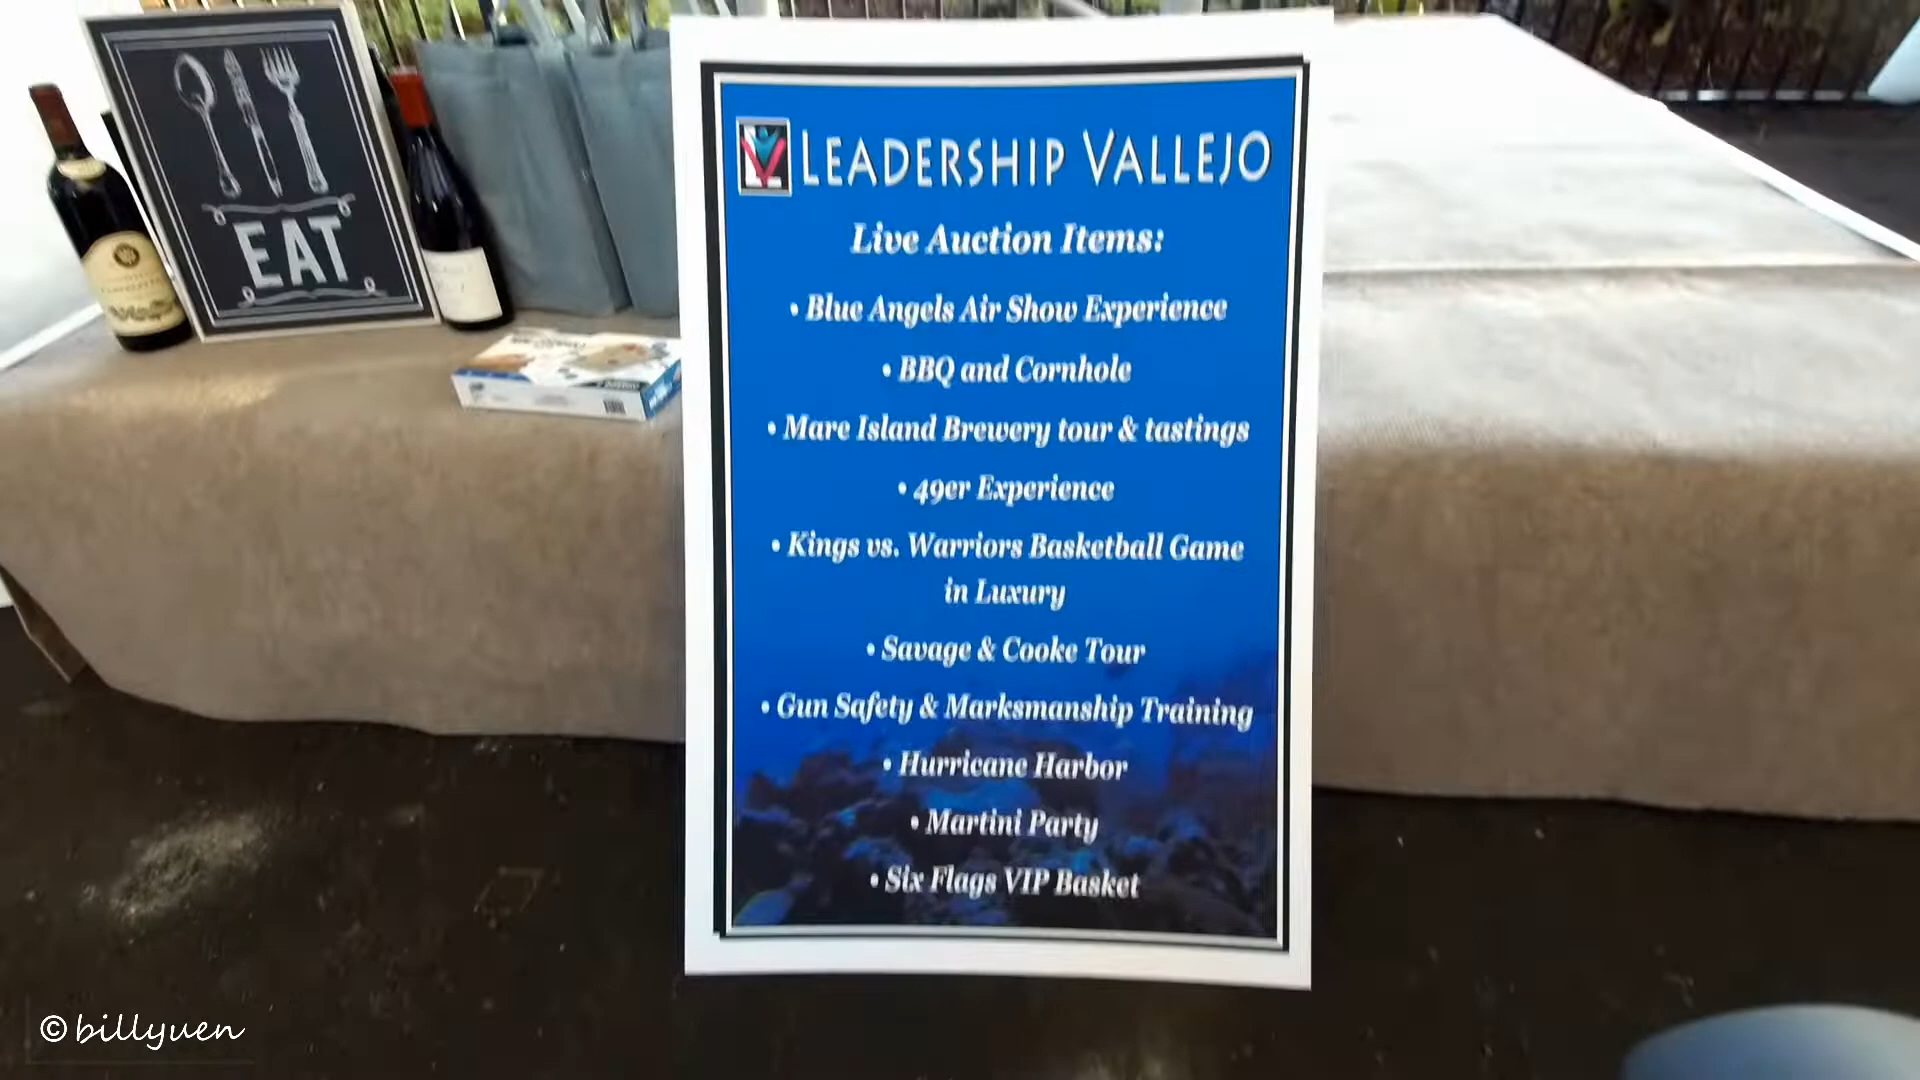 EAT
LEADERSHIP VALLEJO
Live Auction Items:
• Blue Angels Air Show Experience
• BBQ and Cornhole
• Mare Island Brewery tour & tastings
• 49er Experience
• Kings vs. Warriors Basketball Game
in Luxury
• Savage & Cooke Tour
• Gun Safety & Marksmanship Training
• Hurricane Harbor
• Martini Party
• Six Flags VIP Basket
©billyuen